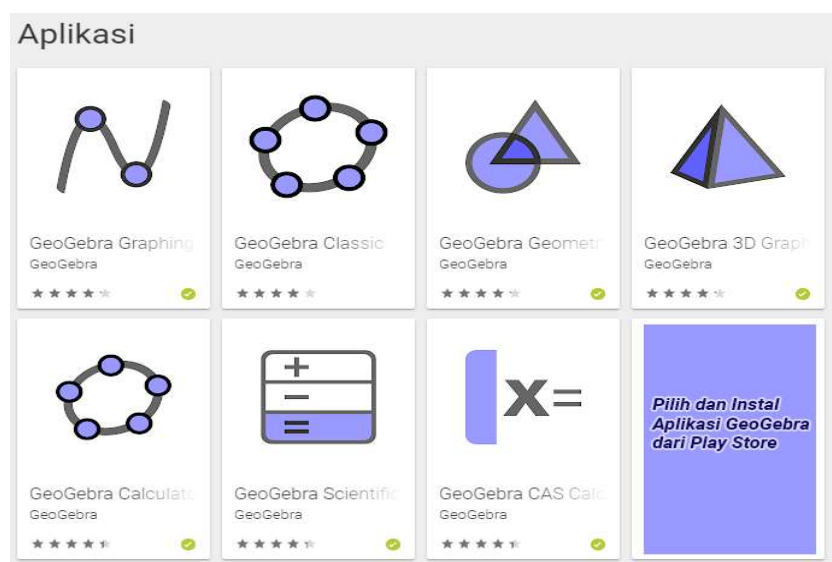 Aplikasi
GeoGebra Graphing
GeoGebra
GeoGebra Classic
GeoGebra
GeoGebra Geometr
GeoGebra
GeoGebra 3D Graph
GeoGebra
GeoGebra Calculato
GeoGebra
+
−
=
GeoGebra Scientific
GeoGebra
x=
GeoGebra CAS Calc
GeoGebra
Pilih dan Instal
Aplikasi GeoGebra
dari Play Store